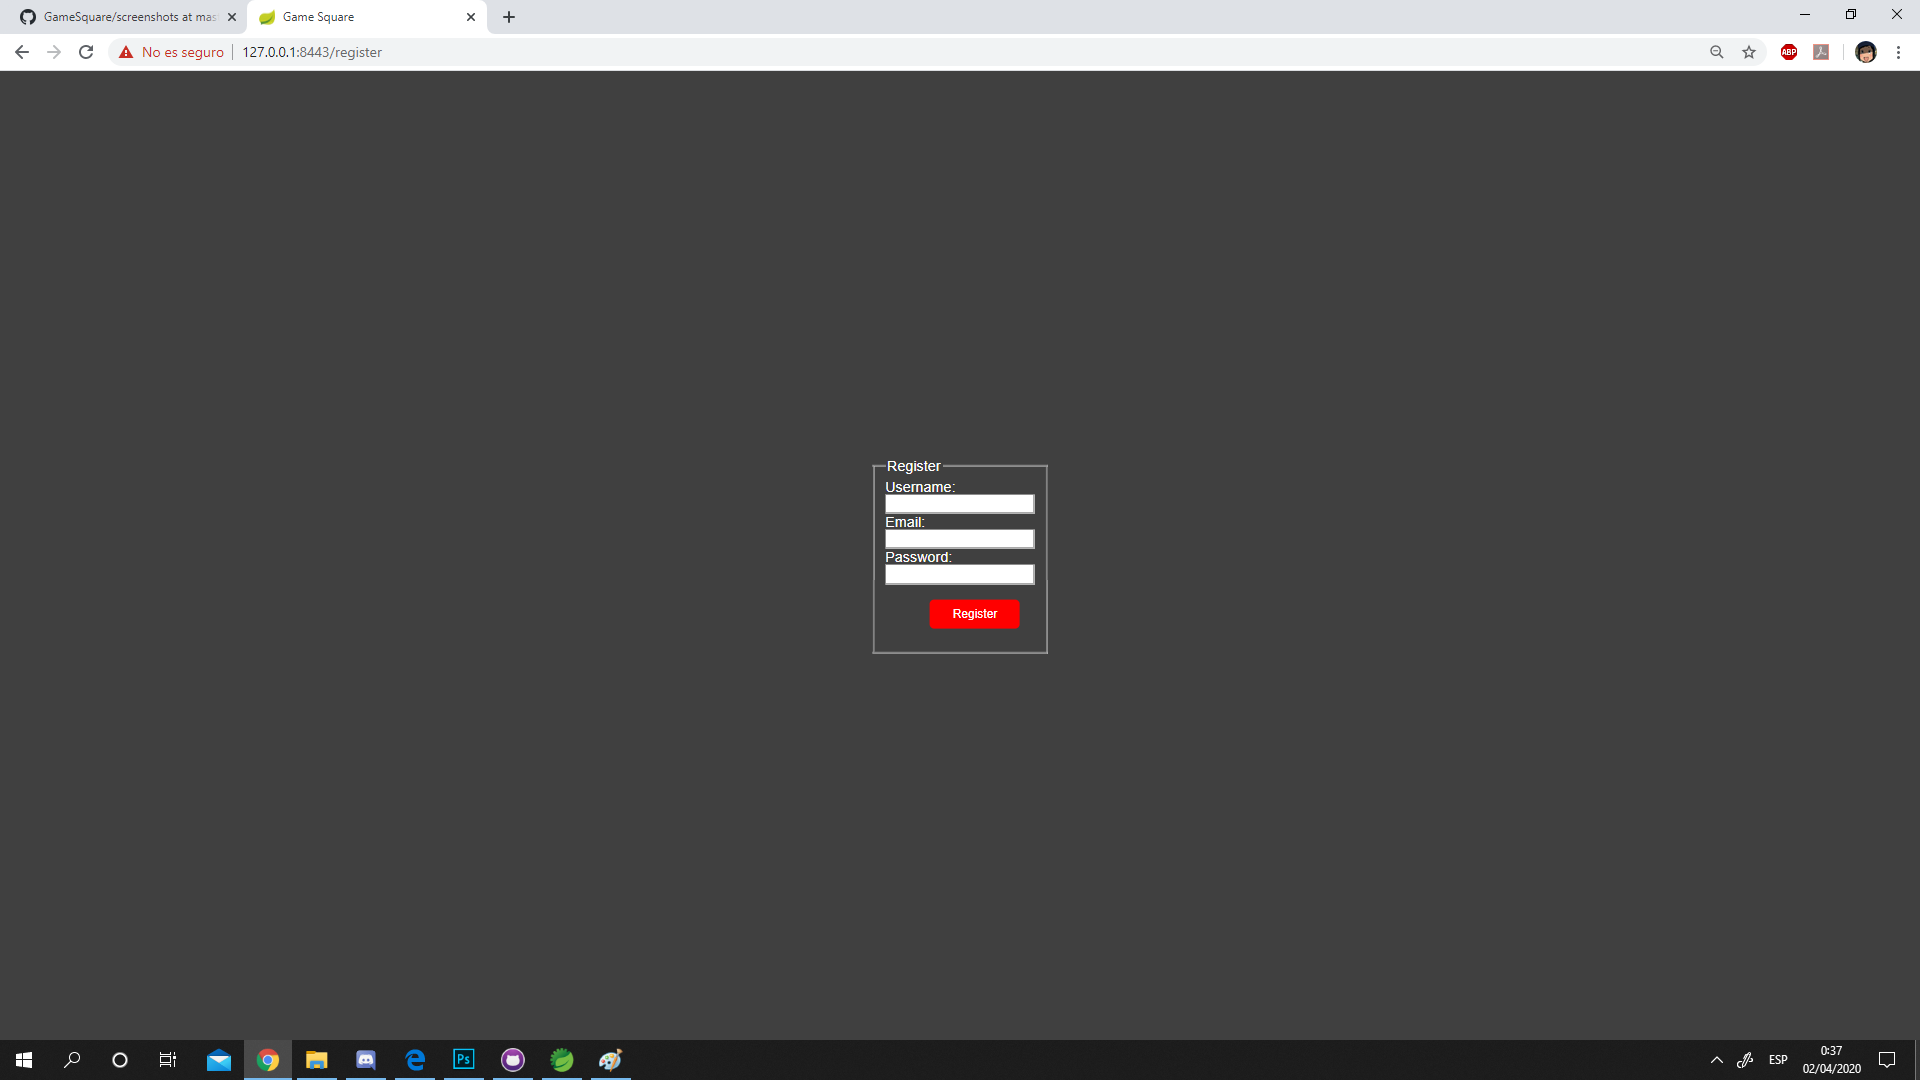 GameSquare/screenshots at mas
Game Square
No es seguro
127.0.0.1:8443/register
ABP
Register
Username:
Email:
Password:
Register
Ps
ESP
0:37
02/04/2020